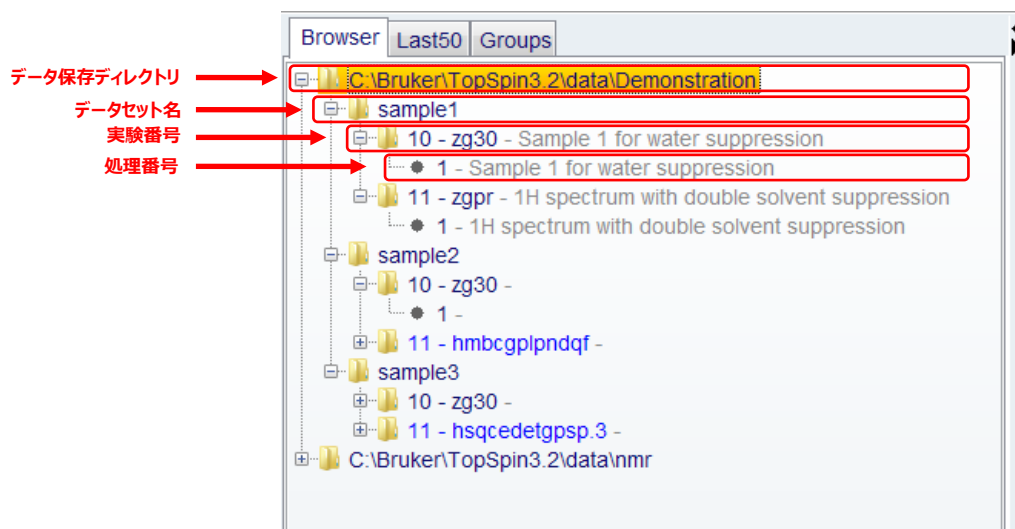 Browser Last50 Groups
データ保存ディレクトリ C:\Bruker\TopSpin3.2\data\Demonstration
データセット名 sample1
実験番号 10 - zg30 - Sample 1 for water suppression
処理番号 1 - Sample 1 for water suppression
11 - zgpr - 1H spectrum with double solvent suppression
1 - 1H spectrum with double solvent suppression
sample2
10 - zg30 -
1 -
11 - hmbcgplpndqf -
sample3
10 - zg30 -
11 - hsqcedetgpsp.3 -
C:\Bruker\TopSpin3.2\data\nmr